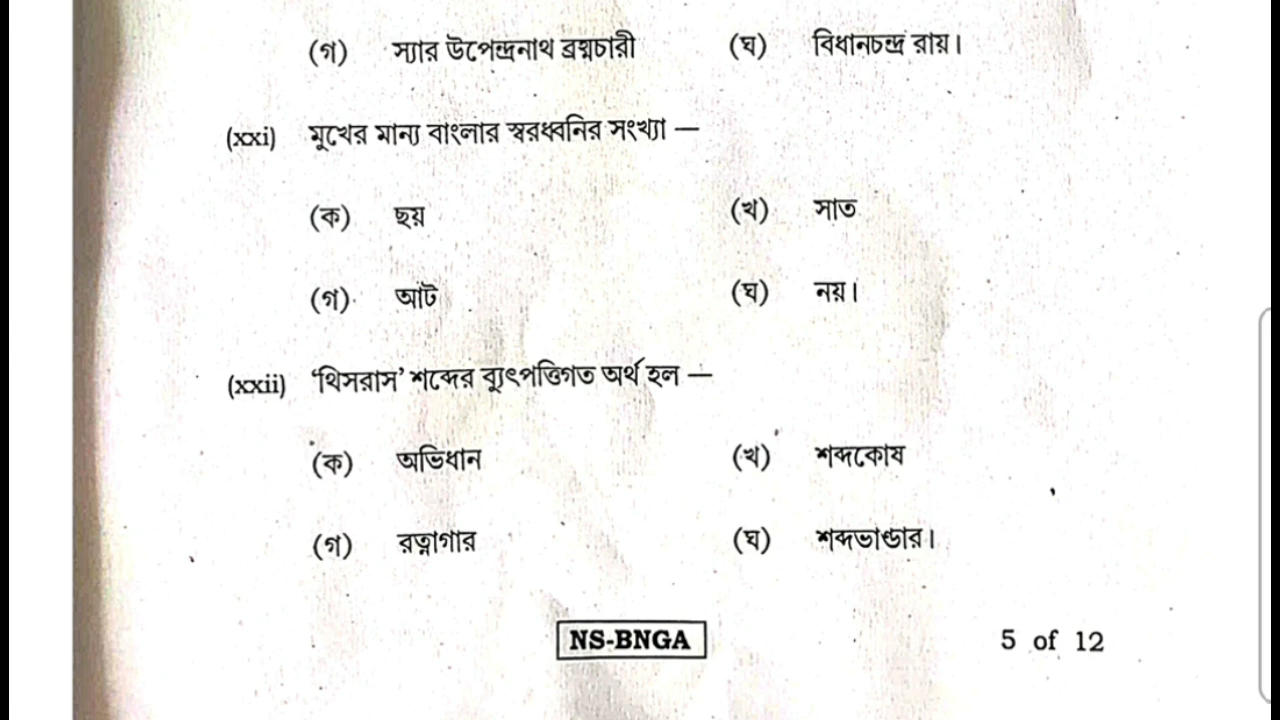 (গ) স্যার উপেন্দ্রনাথ ব্রহ্মচারী (ঘ) বিধানচন্দ্র রায়।
(xxi) মুখের মান্য বাংলার স্বরধ্বনির সংখ্যা —
(ক) ছয় (খ) সাত
(গ) আট (ঘ) নয়।
(xxii) ‘থিসরাস’ শব্দের ব্যুৎপত্তিগত অর্থ হল —
(ক) অভিধান (খ) শব্দকোষ
(গ) রত্নাগার (ঘ) শব্দভাণ্ডার।
NS-BNGA 5 of 12